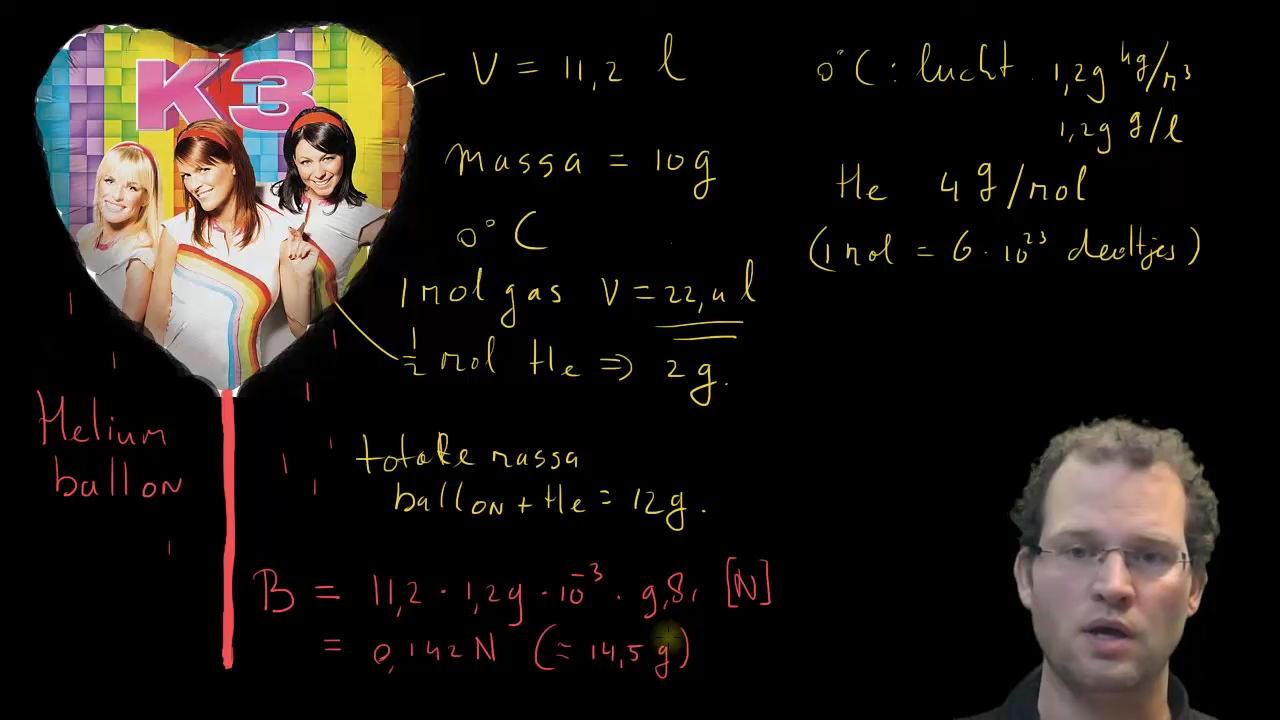 K3
V = 11,2 l
massa = 10g
0°C
1 mol gas V = 22,4 l
1/2 mol He => 2g.
totale massa
ballon + He = 12g.
Helium
ballon
B = 11,2 · 1,29 · 10^-3 · 9,81 [N]
= 0,142 N (≈ 14,5 g)
0°C : lucht 1,29 kg/m³
1,29 g/l
He 4 g/mol
(1 mol = 6 · 10^23 deeltjes)